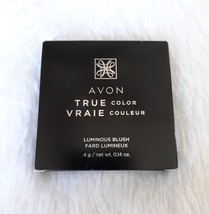 AVON
TRUE COLOR
VRAIE COULEUR
LUMINOUS BLUSH
FARD LUMINEUX
4 g / net wt. 0.14 oz.